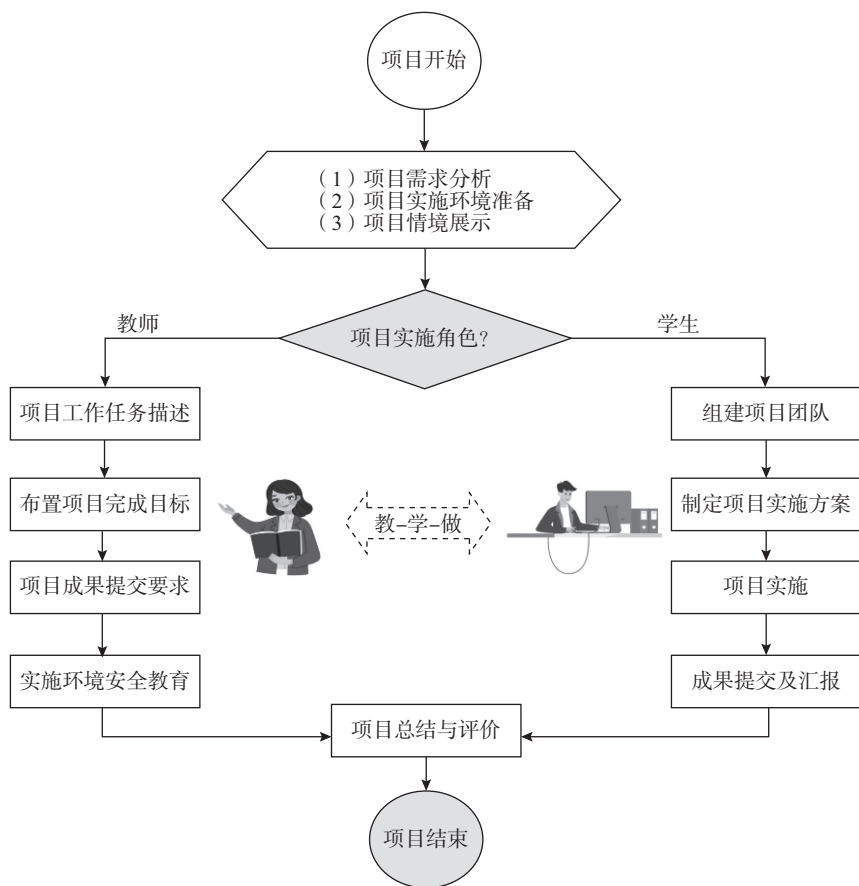 项目开始
（1）项目需求分析
（2）项目实施环境准备
（3）项目情境展示
教师
项目实施角色？
学生
项目工作任务描述
组建项目团队
布置项目完成目标
教-学-做
制定项目实施方案
项目成果提交要求
项目实施
实施环境安全教育
成果提交及汇报
项目总结与评价
项目结束